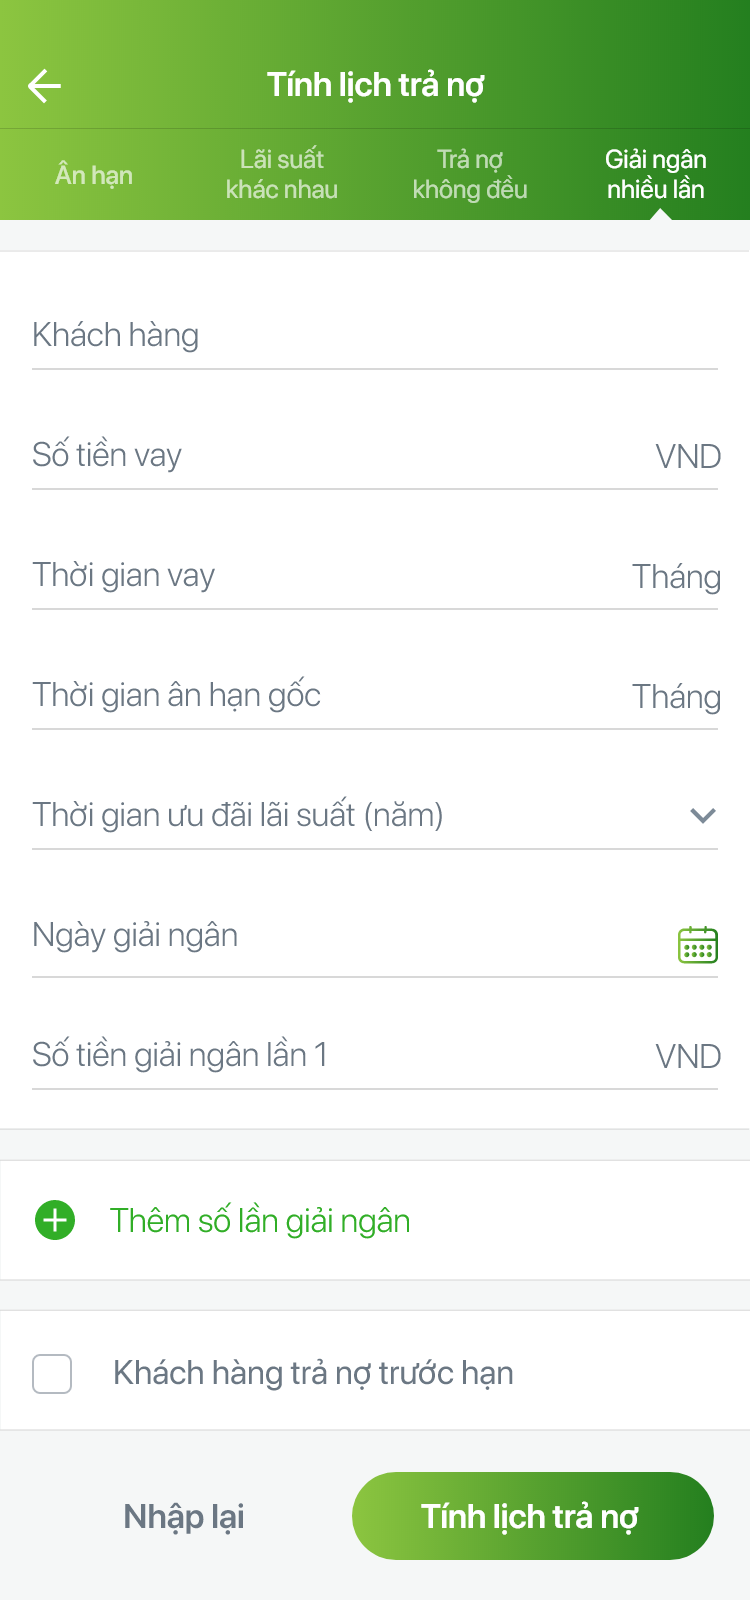 Tính lịch trả nợ
Ân hạn
Lãi suất
khác nhau
Trả nợ
không đều
Giải ngân
nhiều lần
Khách hàng
Số tiền vay VND
Thời gian vay Tháng
Thời gian ân hạn gốc Tháng
Thời gian ưu đãi lãi suất (năm)
Ngày giải ngân
Số tiền giải ngân lần 1 VND
Thêm số lần giải ngân
Khách hàng trả nợ trước hạn
Nhập lại Tính lịch trả nợ